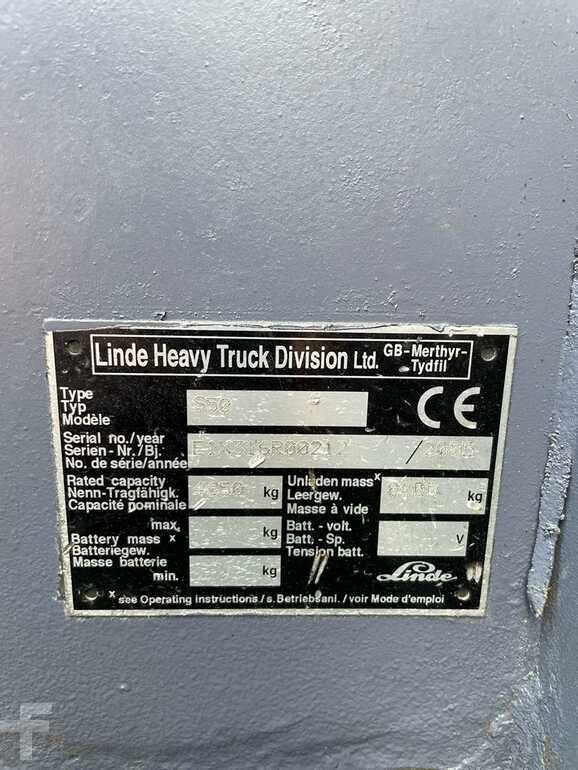 Linde Heavy Truck Division Ltd. GB-Merthyr-
-Tydfil
Type
Typ
Modèle
S50
CE
Serial no./year
Serien-Nr./Bj.
No. de série/année
/
Rated capacity
Nenn-Tragfähigk.
Capacité nominale
kg
Unladen mass x
Leergew.
Masse à vide
kg
max.
Battery mass x
Batteriegew.
Masse batterie
min.
kg
kg
Batt.-volt.
Batt.-Sp.
Tension batt.
V
Linde
x see Operating instructions / s. Betriebsanl. / voir Mode d'emploi